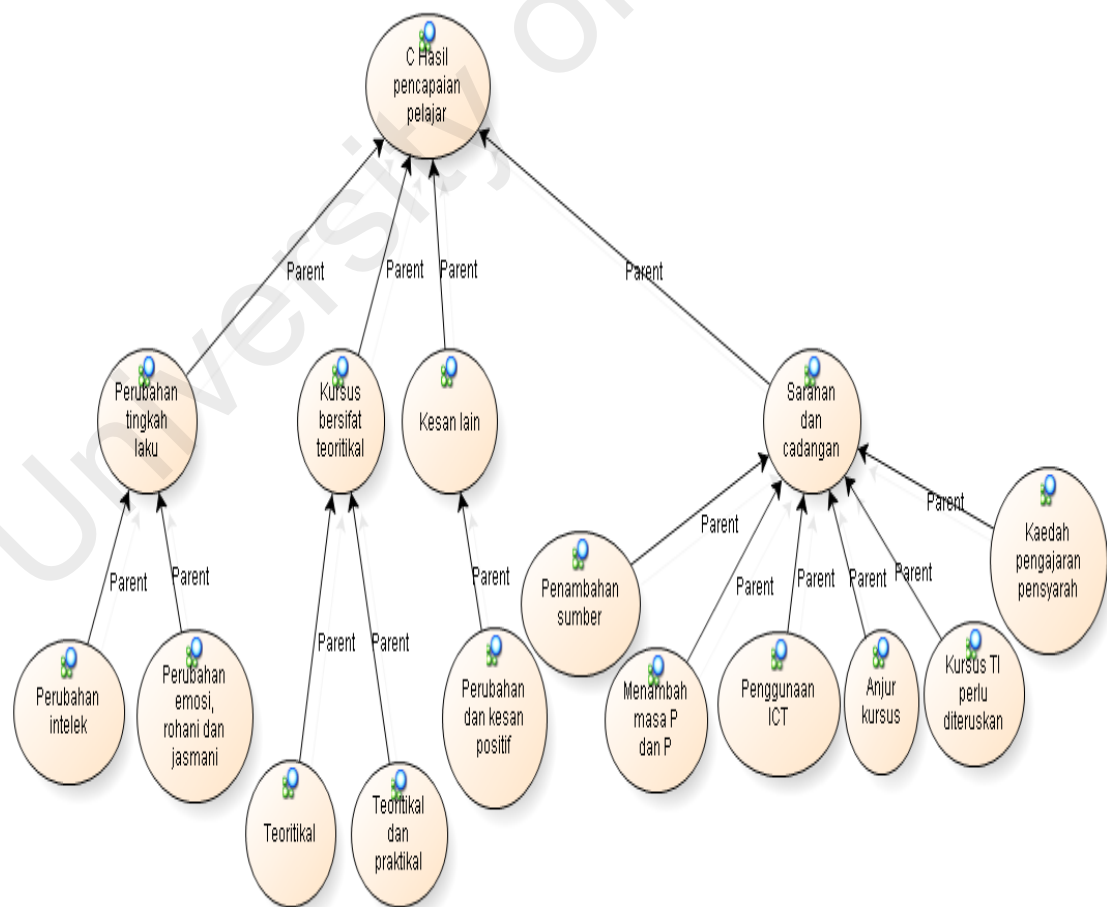 C Hasil
pencapaian
pelajar
Parent
Parent
Parent
Parent
Perubahan
tingkah
laku
Kursus
bersifat
teoritikal
Kesan lain
Saranan
dan
cadangan
Parent
Parent
Parent
Parent
Parent
Parent
Parent
Parent
Parent
Parent
Parent
Kaedah
pengajaran
pensyarah
Penambahan
sumber
Perubahan
intelek
Perubahan
emosi,
rohani dan
jasmani
Perubahan
dan kesan
positif
Menambah
masa P
dan P
Penggunaan
ICT
Anjur
kursus
Kursus TI
perlu
diteruskan
Teoritikal
Teoritikal
dan
praktikal
University of